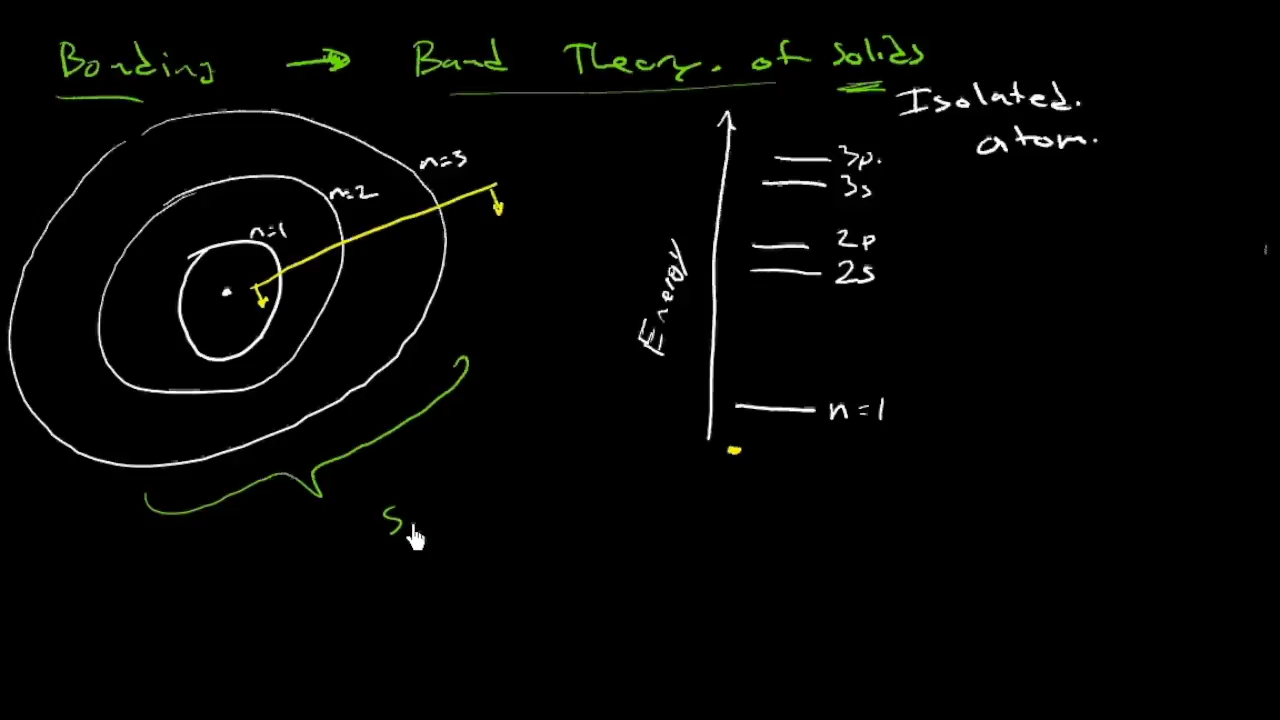 Bonding → Band Theory. of Solids
Isolated.
atom.
n=3
n=2
n=1
3p.
3s
2p
2s
Energy
n=1
S